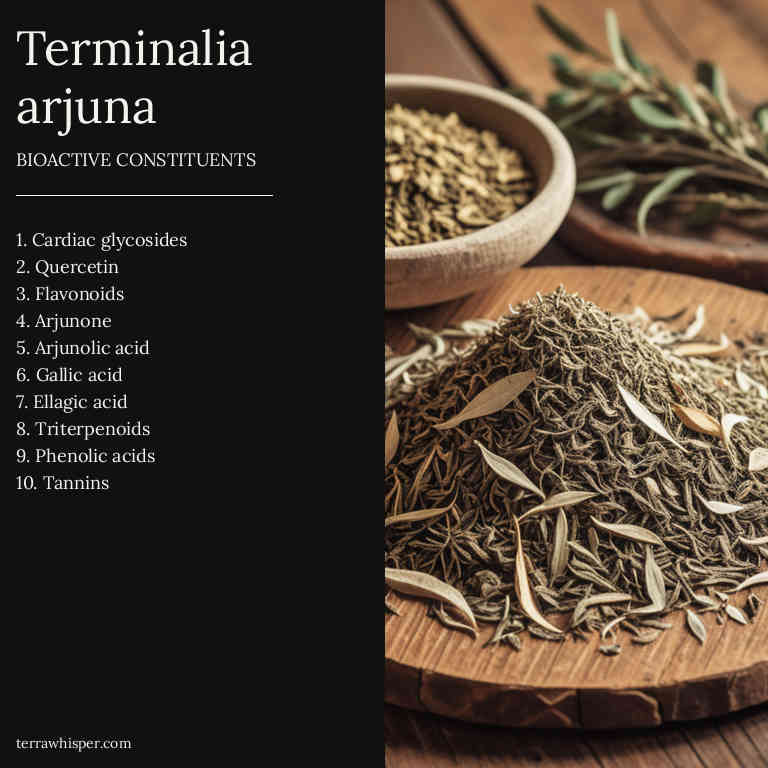 Terminalia
arjuna
BIOACTIVE CONSTITUENTS
1. Cardiac glycosides
2. Quercetin
3. Flavonoids
4. Arjunone
5. Arjunolic acid
6. Gallic acid
7. Ellagic acid
8. Triterpenoids
9. Phenolic acids
10. Tannins
terrawhisper.com